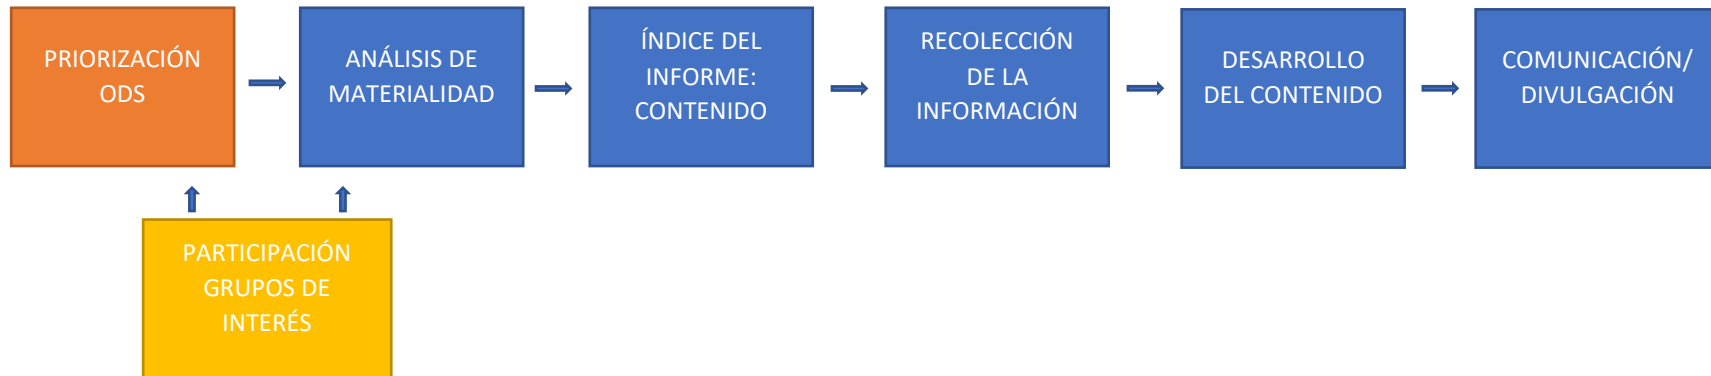 PRIORIZACIÓN
ODS
ANÁLISIS DE
MATERIALIDAD
ÍNDICE DEL
INFORME:
CONTENIDO
RECOLECCIÓN
DE LA
INFORMACIÓN
DESARROLLO
DEL CONTENIDO
COMUNICACIÓN/
DIVULGACIÓN
PARTICIPACIÓN
GRUPOS DE
INTERÉS